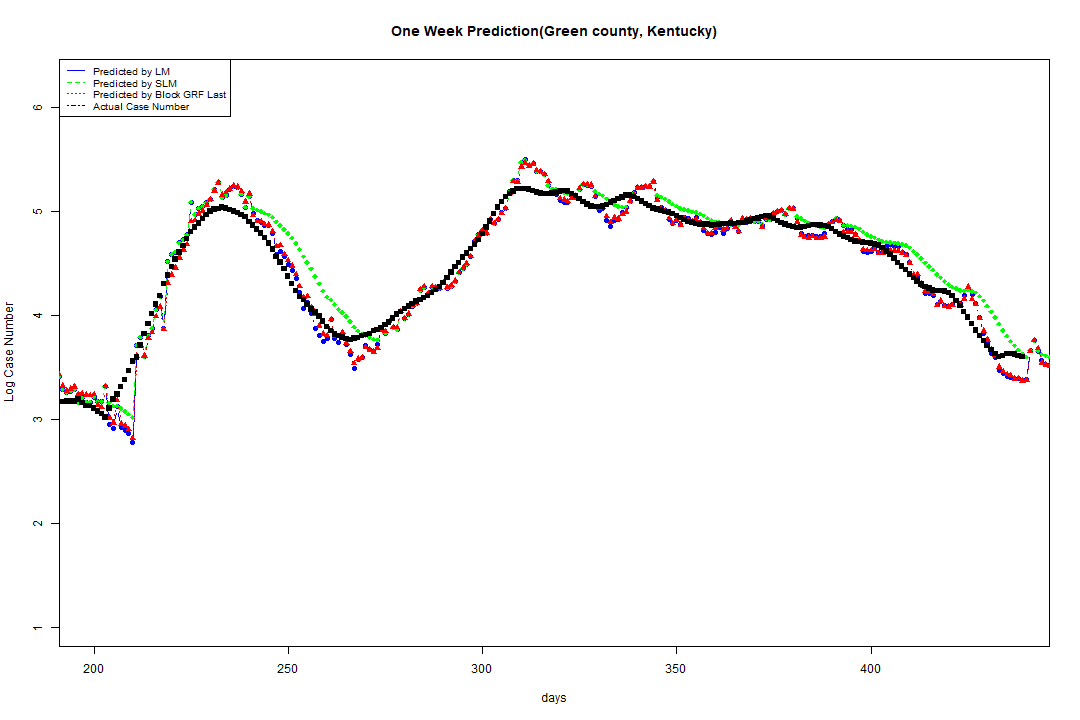 One Week Prediction(Green county, Kentucky)
Predicted by LM
Predicted by SLM
Predicted by Block GRF Last
Actual Case Number
6
5
4
3
2
1
Log Case Number
200 250 300 350 400
days